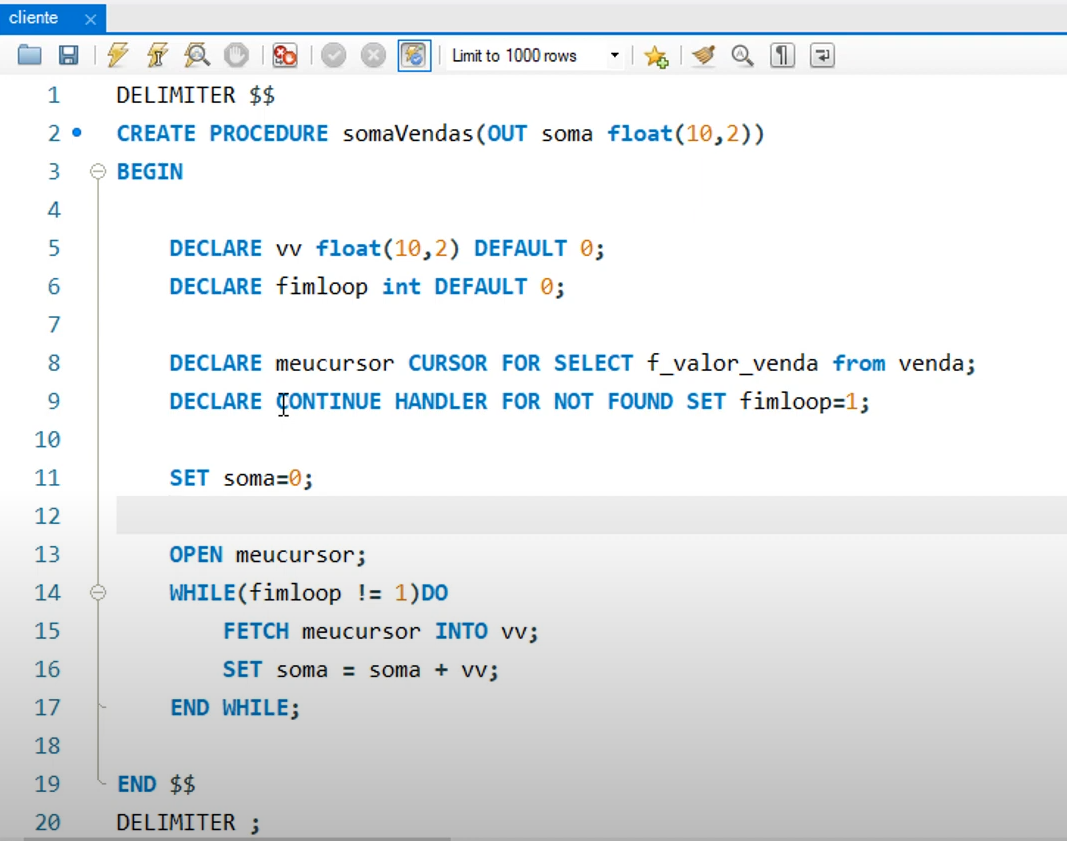 cliente
Limit to 1000 rows
1 DELIMITER $$
2 CREATE PROCEDURE somaVendas(OUT soma float(10,2))
3 BEGIN
4
5 DECLARE vv float(10,2) DEFAULT 0;
6 DECLARE fimloop int DEFAULT 0;
7
8 DECLARE meucursor CURSOR FOR SELECT f_valor_venda from venda;
9 DECLARE CONTINUE HANDLER FOR NOT FOUND SET fimloop=1;
10
11 SET soma=0;
12
13 OPEN meucursor;
14 WHILE(fimloop != 1)DO
15 FETCH meucursor INTO vv;
16 SET soma = soma + vv;
17 END WHILE;
18
19 END $$
20 DELIMITER ;